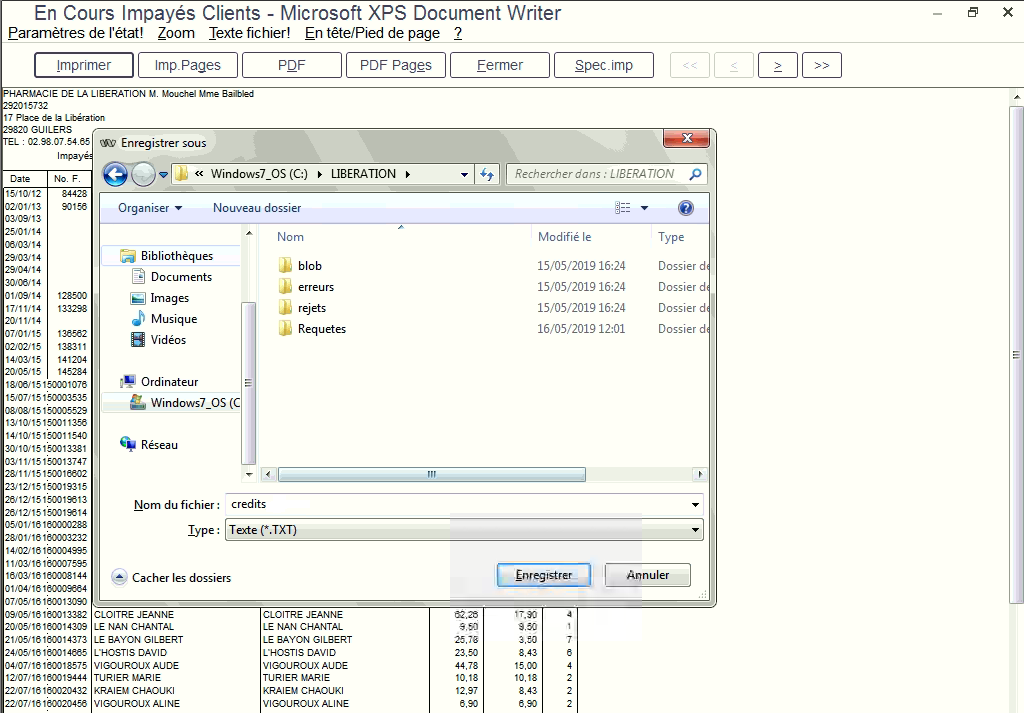 En Cours Impayés Clients - Microsoft XPS Document Writer
Paramètres de l'état! Zoom Texte fichier! En tête/Pied de page ?
Imprimer Imp.Pages PDF PDF Pages Fermer Spec.imp << < > >>
PHARMACIE DE LA LIBERATION M. Mouchel Mme Bailbled
292015732
17 Place de la Libération
29820 GUILERS
TEL : 02.98.07.54.65
Impayés
Date No. F.
15/10/12 84428
02/01/13 90156
03/09/13
25/01/14
06/03/14
29/03/14
29/04/14
30/06/14
01/09/14 128500
17/11/14 133298
20/11/14
07/01/15 136562
02/02/15 138311
14/03/15 141204
20/05/15 145284
18/06/15 150001076
15/07/15 150003535
08/08/15 150005529
13/10/15 150011356
14/10/15 150011540
30/10/15 150013381
03/11/15 150013747
28/11/15 150016602
23/12/15 150019315
26/12/15 150019613
26/12/15 150019614
05/01/16 160000288
28/01/16 160003232
14/02/16 160004995
11/03/16 160007595
16/03/16 160008144
01/04/16 160009664
07/05/16 160013090
Enregistrer sous
« Windows7_OS (C:) LIBERATION
Rechercher dans : LIBERATION
Organiser Nouveau dossier ?
Bibliothèques
Documents
Images
Musique
Vidéos
Ordinateur
Windows7_OS (C
Réseau
Nom Modifié le Type
blob 15/05/2019 16:24 Dossier de
erreurs 15/05/2019 16:24 Dossier de
rejets 15/05/2019 16:24 Dossier de
Requetes 16/05/2019 12:01 Dossier de
Nom du fichier : credits
Type : Texte (*.TXT)
Cacher les dossiers Enregistrer Annuler
09/05/16 160013382 CLOITRE JEANNE CLOITRE JEANNE 62,26 17,90 4
20/05/16 160014309 LE NAN CHANTAL LE NAN CHANTAL 9,50 9,50 1
21/05/16 160014373 LE BAYON GILBERT LE BAYON GILBERT 25,78 3,50 7
24/05/16 160014665 L'HOSTIS DAVID L'HOSTIS DAVID 23,50 8,43 6
04/07/16 160018575 VIGOUROUX AUDE VIGOUROUX AUDE 44,78 15,00 4
12/07/16 160019444 TURIER MARIE TURIER MARIE 10,18 10,18 2
22/07/16 160020432 KRAIEM CHAOUKI KRAIEM CHAOUKI 12,97 8,43 2
22/07/16 160020456 VIGOUROUX ALINE VIGOUROUX ALINE 6,90 6,90 2